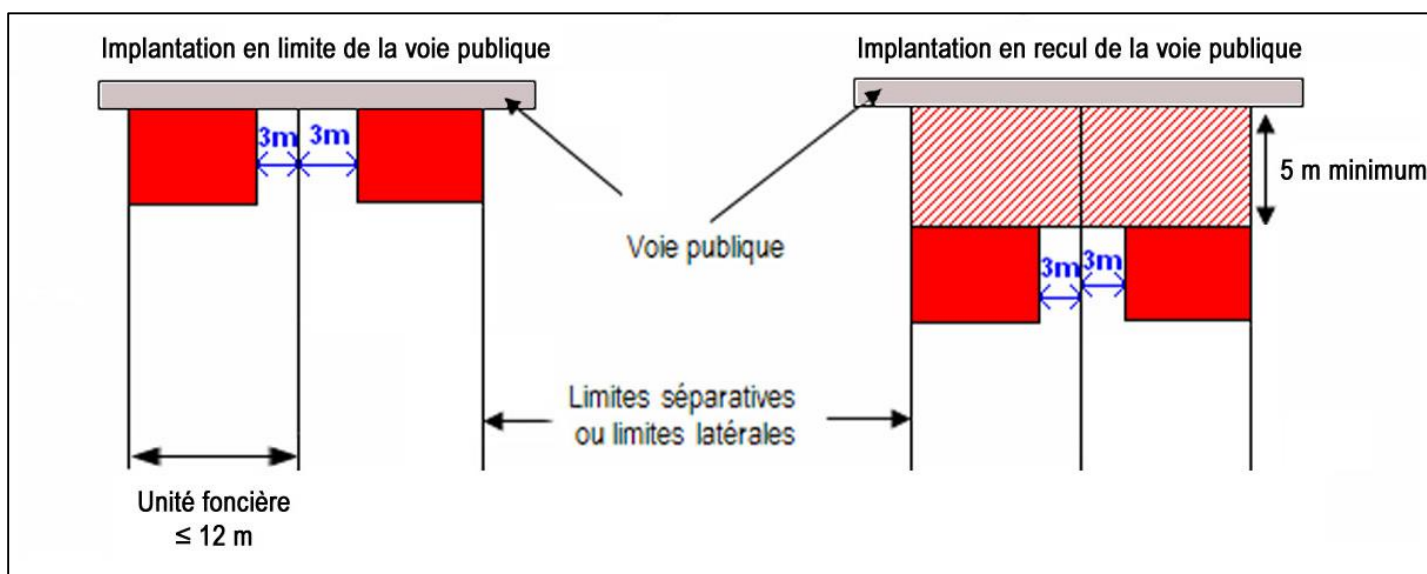 Implantation en limite de la voie publique
Implantation en recul de la voie publique
3m
3m
5 m minimum
Voie publique
3m
3m
Limites séparatives
ou limites latérales
Unité foncière
≤ 12 m